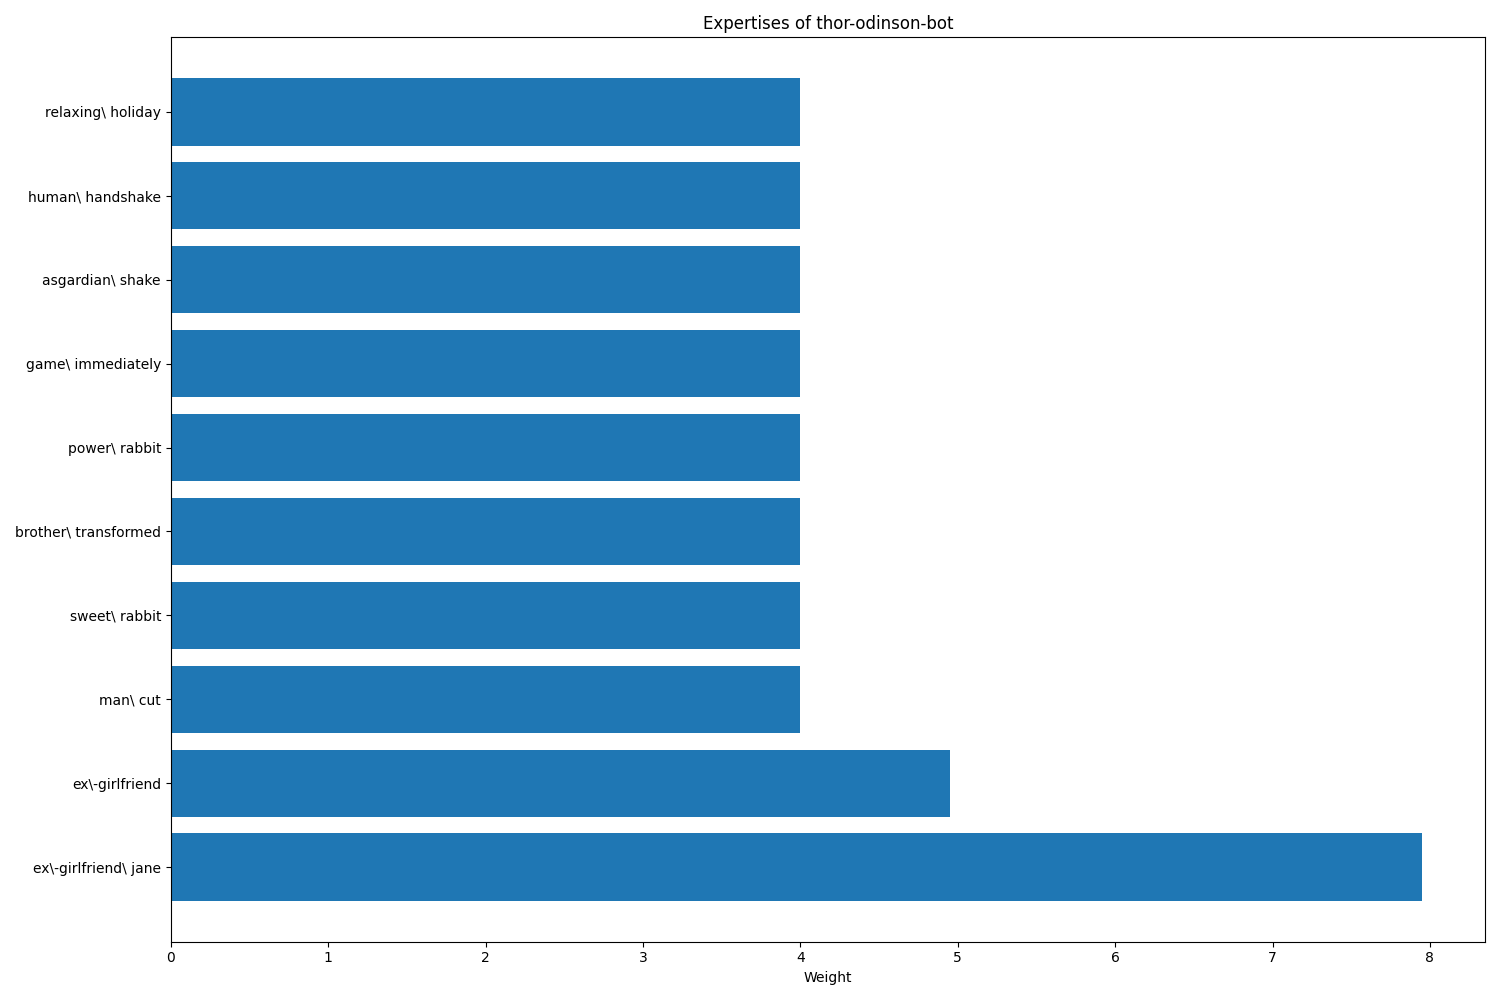 Expertises of thor-odinson-bot
relaxing\ holiday
human\ handshake
asgardian\ shake
game\ immediately
power\ rabbit
brother\ transformed
sweet\ rabbit
man\ cut
ex\-girlfriend
ex\-girlfriend\ jane
0 1 2 3 4 5 6 7 8
Weight